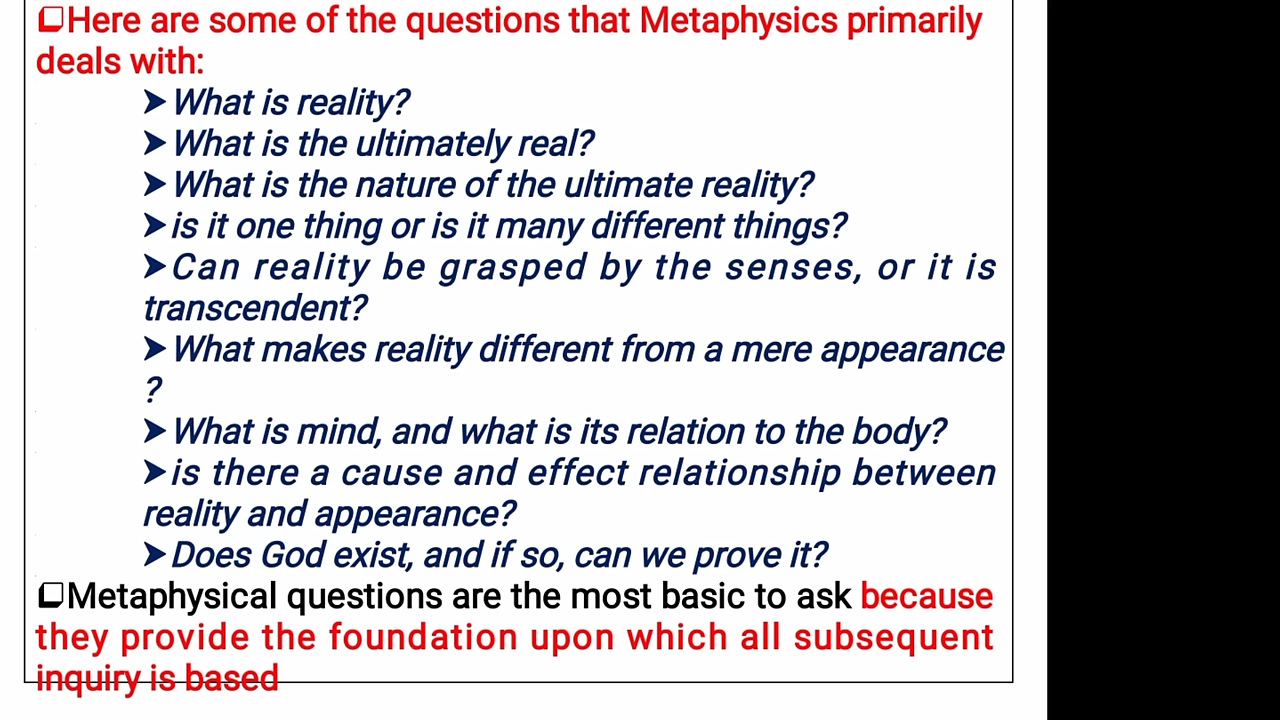 ❑Here are some of the questions that Metaphysics primarily
deals with:
➤What is reality?
➤What is the ultimately real?
➤What is the nature of the ultimate reality?
➤is it one thing or is it many different things?
➤Can reality be grasped by the senses, or it is
transcendent?
➤What makes reality different from a mere appearance
?
➤What is mind, and what is its relation to the body?
➤is there a cause and effect relationship between
reality and appearance?
➤Does God exist, and if so, can we prove it?
❑Metaphysical questions are the most basic to ask because
they provide the foundation upon which all subsequent
inquiry is based